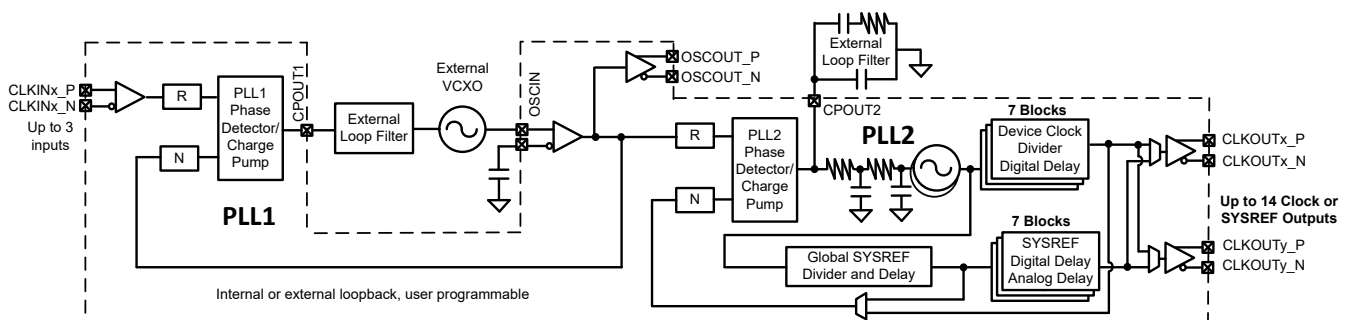 CLKINx_P
CLKINx_N
Up to 3
inputs
R
N
PLL1
Phase
Detector/
Charge
Pump
PLL1
CPOUT1
External
Loop Filter
External
VCXO
OSCIN
OSCOUT_P
OSCOUT_N
Internal or external loopback, user programmable
R
N
PLL2
Phase
Detector/
Charge
Pump
External
Loop Filter
CPOUT2
PLL2
7 Blocks
Device Clock
Divider
Digital Delay
7 Blocks
SYSREF
Digital Delay
Analog Delay
Global SYSREF
Divider and Delay
CLKOUTx_P
CLKOUTx_N
Up to 14 Clock or
SYSREF Outputs
CLKOUTy_P
CLKOUTy_N